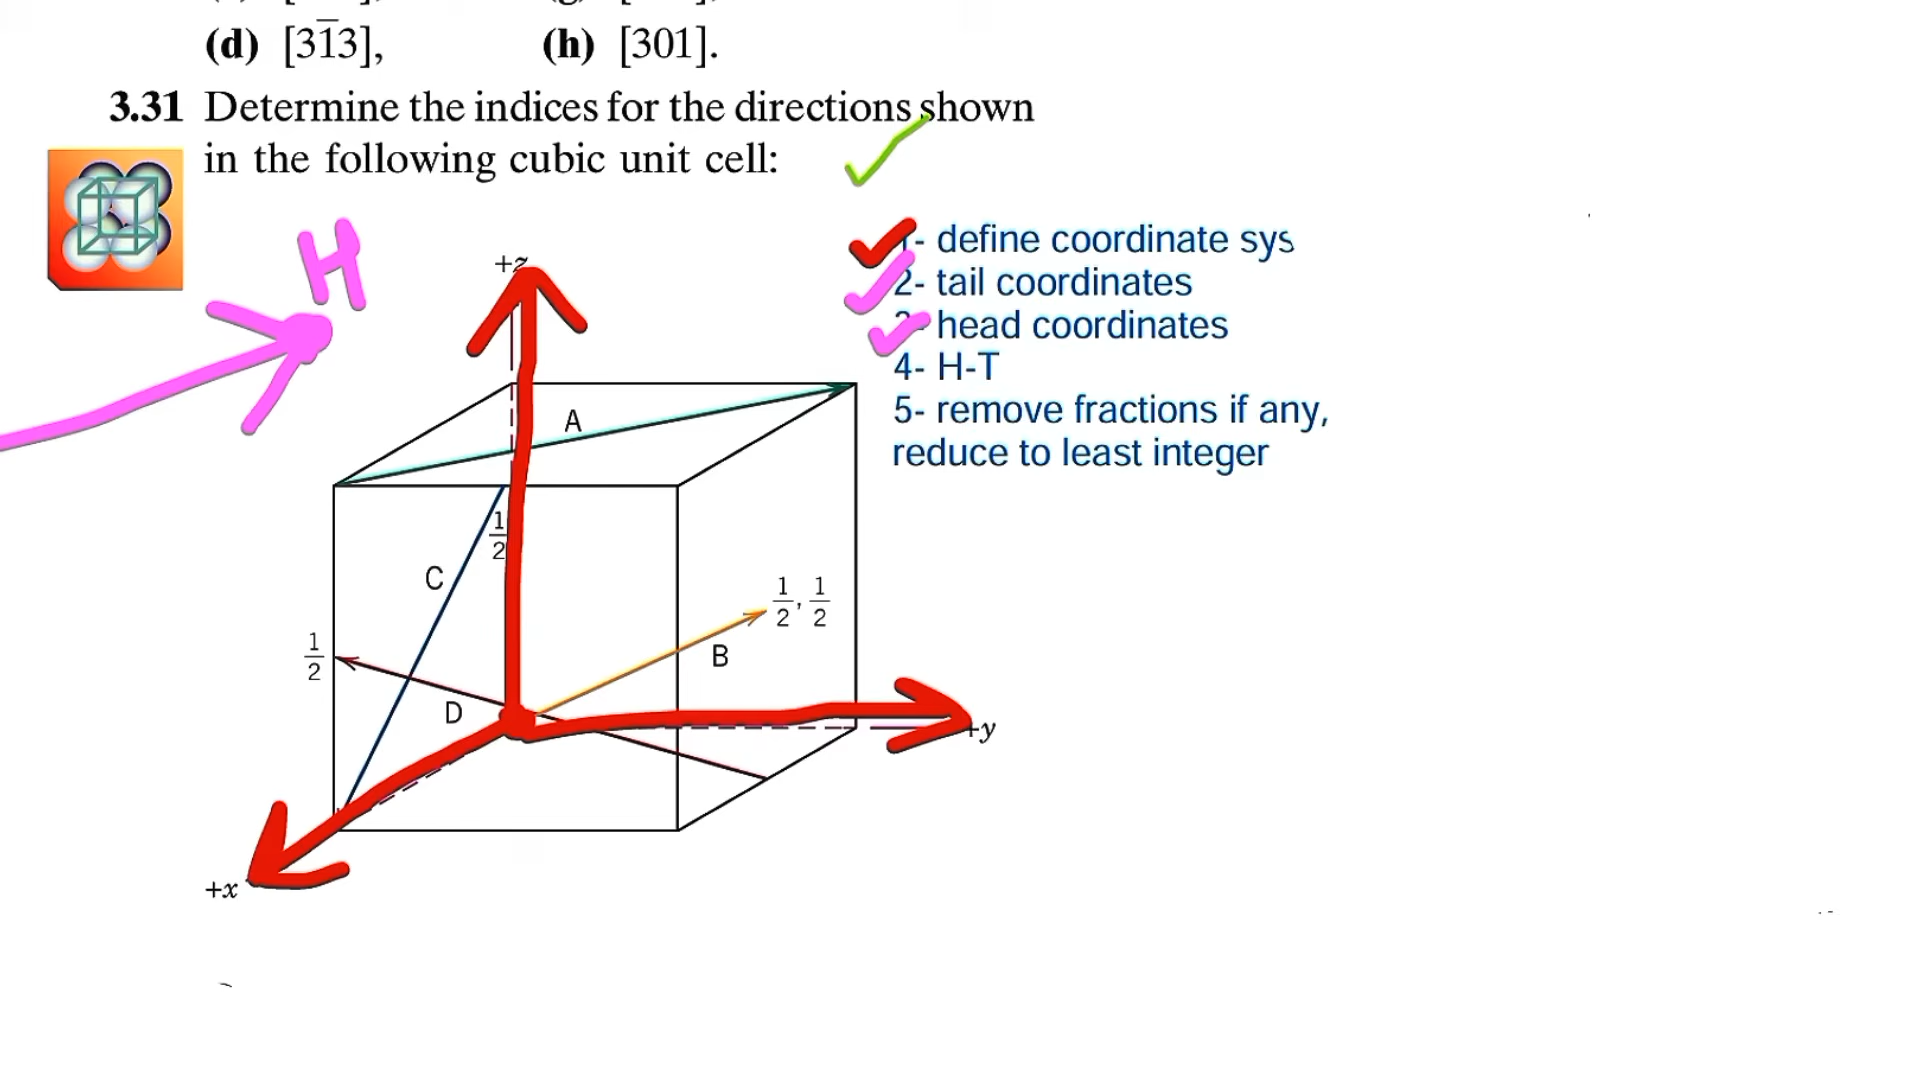 (d) [31̅3], (h) [301].
3.31 Determine the indices for the directions shown
in the following cubic unit cell:
H
+z
1- define coordinate sys
2- tail coordinates
head coordinates
4- H-T
5- remove fractions if any,
reduce to least integer
A
1/2
C
1/2, 1/2
1/2
B
D
+y
+x